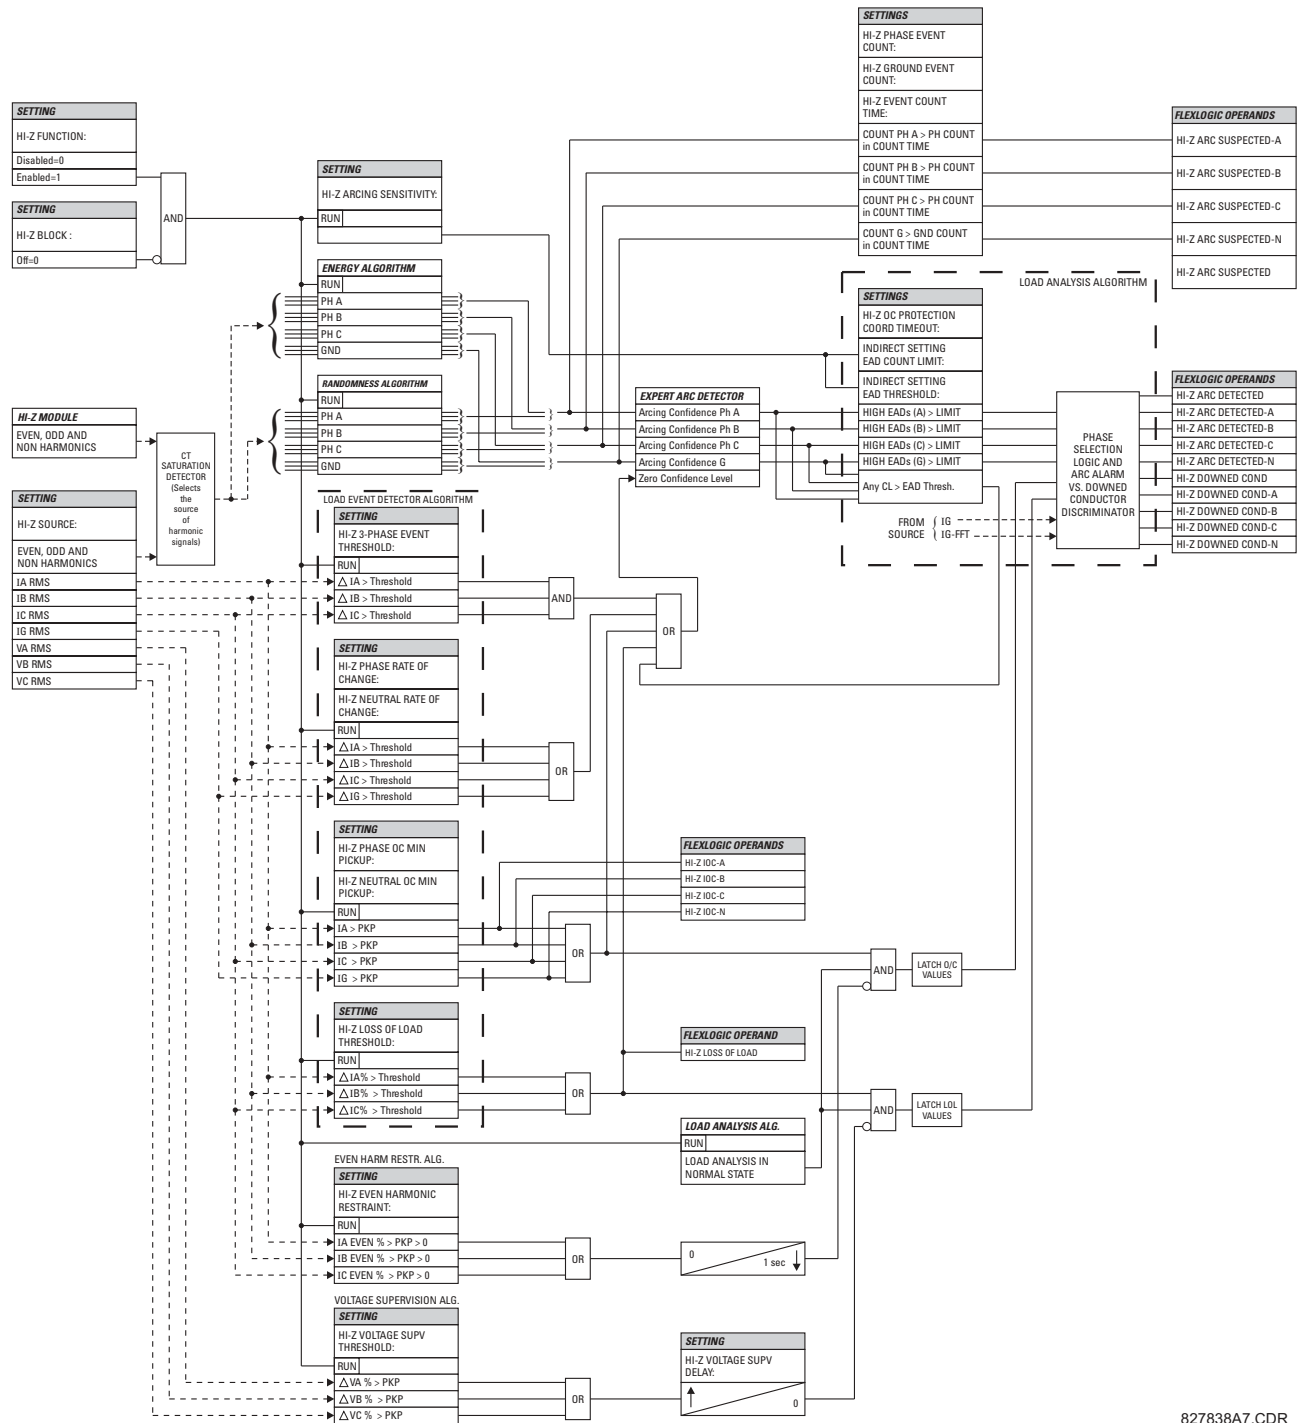 SETTING
HI-Z FUNCTION:
Disabled=0
Enabled=1
SETTING
HI-Z BLOCK :
Off=0
AND
HI-Z MODULE
EVEN, ODD AND
NON HARMONICS
SETTING
HI-Z SOURCE:
EVEN, ODD AND
NON HARMONICS
IA RMS
IB RMS
IC RMS
IG RMS
VA RMS
VB RMS
VC RMS
CT
SATURATION
DETECTOR
(Selects
the
source
of
harmonic
signals)
SETTING
HI-Z ARCING SENSITIVITY:
RUN
ENERGY ALGORITHM
RUN
PH A
PH B
PH C
GND
RANDOMNESS ALGORITHM
RUN
PH A
PH B
PH C
GND
LOAD EVENT DETECTOR ALGORITHM
SETTING
HI-Z 3-PHASE EVENT
THRESHOLD:
RUN
△ IA > Threshold
△ IB > Threshold
△ IC > Threshold
AND
SETTING
HI-Z PHASE RATE OF
CHANGE:
HI-Z NEUTRAL RATE OF
CHANGE:
RUN
△ IA > Threshold
△ IB > Threshold
△ IC > Threshold
△ IG > Threshold
OR
SETTING
HI-Z PHASE OC MIN
PICKUP:
HI-Z NEUTRAL OC MIN
PICKUP:
RUN
IA > PKP
IB > PKP
IC > PKP
IG > PKP
OR
SETTING
HI-Z LOSS OF LOAD
THRESHOLD:
RUN
△ IA% > Threshold
△ IB% > Threshold
△ IC% > Threshold
OR
EVEN HARM RESTR. ALG.
SETTING
HI-Z EVEN HARMONIC
RESTRAINT:
RUN
IA EVEN % > PKP > 0
IB EVEN % > PKP > 0
IC EVEN % > PKP > 0
OR
VOLTAGE SUPERVISION ALG.
SETTING
HI-Z VOLTAGE SUPV
THRESHOLD:
RUN
△ VA % > PKP
△ VB % > PKP
△ VC % > PKP
OR
EXPERT ARC DETECTOR
Arcing Confidence Ph A
Arcing Confidence Ph B
Arcing Confidence Ph C
Arcing Confidence G
Zero Confidence Level
OR
FLEXLOGIC OPERANDS
HI-Z IOC-A
HI-Z IOC-B
HI-Z IOC-C
HI-Z IOC-N
FLEXLOGIC OPERAND
HI-Z LOSS OF LOAD
LOAD ANALYSIS ALG.
RUN
LOAD ANALYSIS IN
NORMAL STATE
0
1 sec
SETTING
HI-Z VOLTAGE SUPV
DELAY:
0
AND
LATCH O/C
VALUES
AND
LATCH LOL
VALUES
SETTINGS
HI-Z PHASE EVENT
COUNT:
HI-Z GROUND EVENT
COUNT:
HI-Z EVENT COUNT
TIME:
COUNT PH A > PH COUNT
in COUNT TIME
COUNT PH B > PH COUNT
in COUNT TIME
COUNT PH C > PH COUNT
in COUNT TIME
COUNT G > GND COUNT
in COUNT TIME
LOAD ANALYSIS ALGORITHM
SETTINGS
HI-Z OC PROTECTION
COORD TIMEOUT:
INDIRECT SETTING
EAD COUNT LIMIT:
INDIRECT SETTING
EAD THRESHOLD:
HIGH EADs (A) > LIMIT
HIGH EADs (B) > LIMIT
HIGH EADs (C) > LIMIT
HIGH EADs (G) > LIMIT
Any CL > EAD Thresh.
FROM
SOURCE
IG
IG-FFT
PHASE
SELECTION
LOGIC AND
ARC ALARM
VS. DOWNED
CONDUCTOR
DISCRIMINATOR
FLEXLOGIC OPERANDS
HI-Z ARC SUSPECTED-A
HI-Z ARC SUSPECTED-B
HI-Z ARC SUSPECTED-C
HI-Z ARC SUSPECTED-N
HI-Z ARC SUSPECTED
FLEXLOGIC OPERANDS
HI-Z ARC DETECTED
HI-Z ARC DETECTED-A
HI-Z ARC DETECTED-B
HI-Z ARC DETECTED-C
HI-Z ARC DETECTED-N
HI-Z DOWNED COND
HI-Z DOWNED COND-A
HI-Z DOWNED COND-B
HI-Z DOWNED COND-C
HI-Z DOWNED COND-N
827838A7.CDR